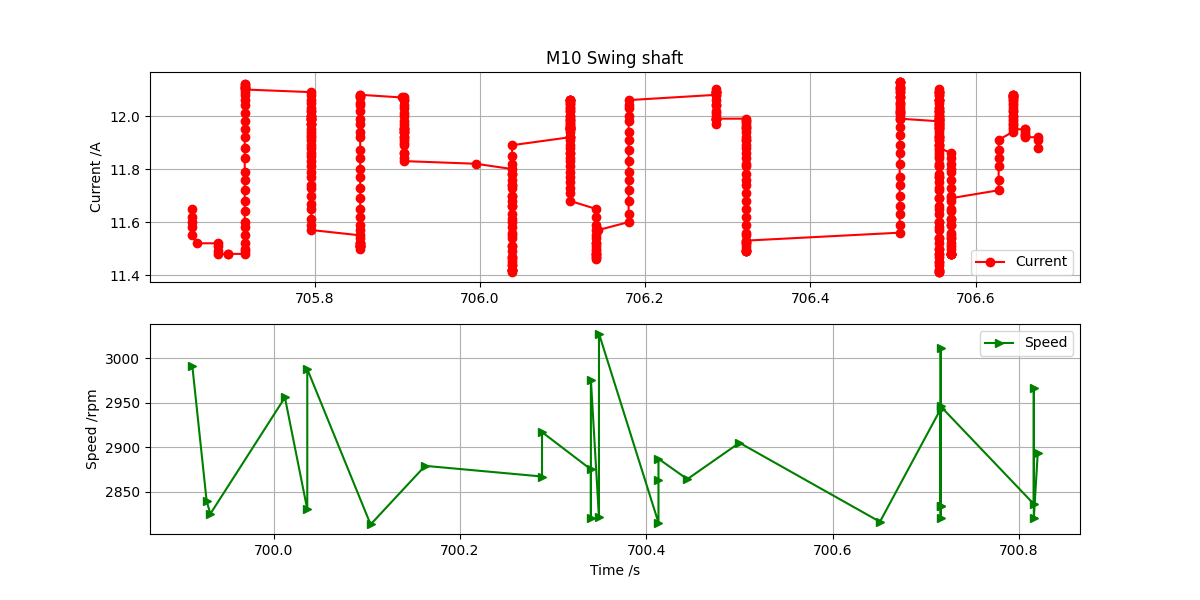 M10 Swing shaft
Current /A
12.0
11.8
11.6
11.4
Current
705.8 706.0 706.2 706.4 706.6
Speed /rpm
3000
2950
2900
2850
Speed
700.0 700.2 700.4 700.6 700.8
Time /s